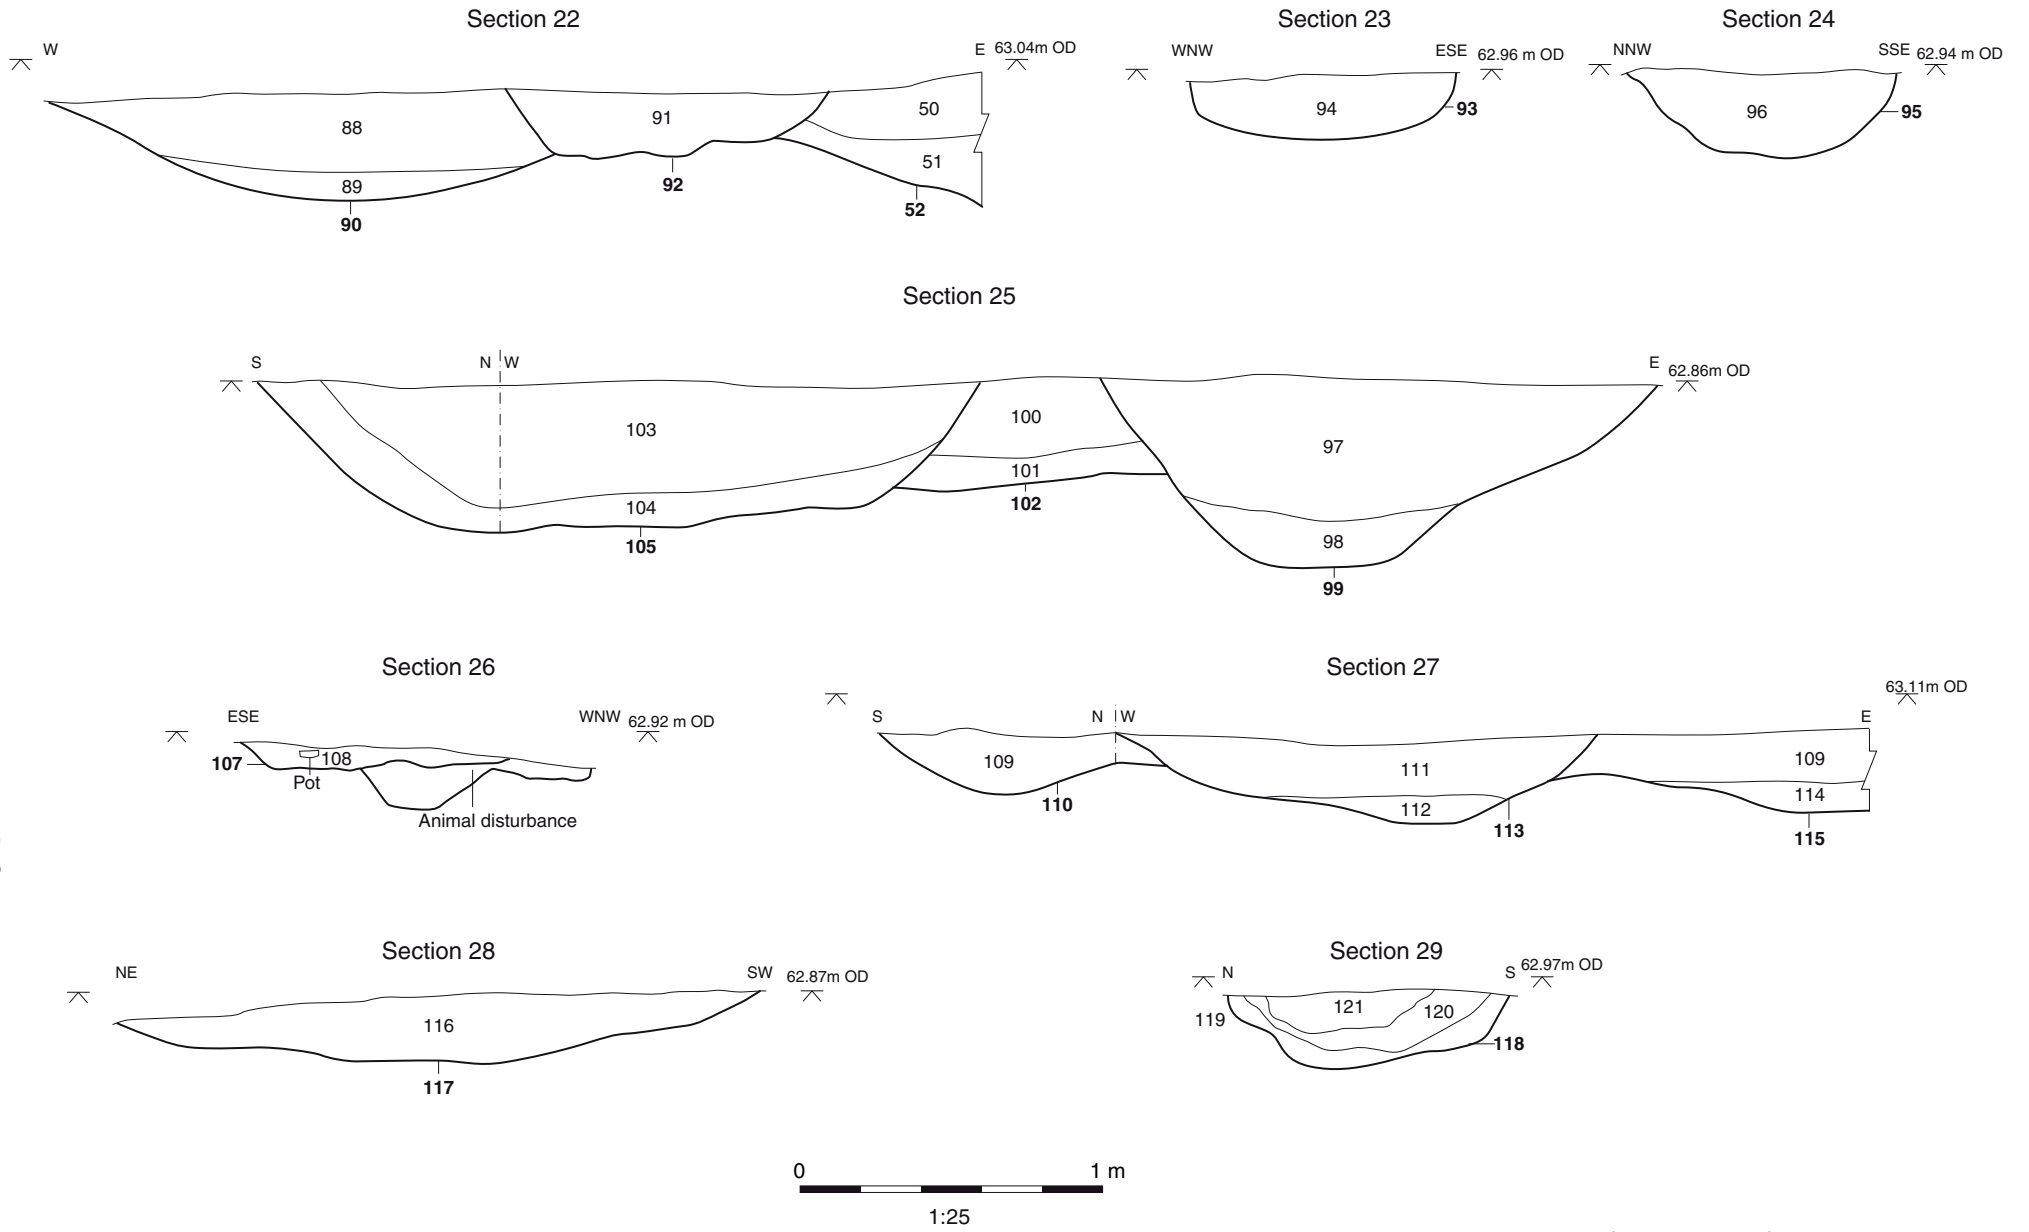 Section 22
W
E 63.04m OD
88
91
50
51
89
92
52
90
Section 23
WNW
ESE 62.96 m OD
94
93
Section 24
NNW
SSE 62.94 m OD
96
95
Section 25
S
N W
E 62.86m OD
103
100
97
101
104
102
98
105
99
Section 26
ESE
WNW 62.92 m OD
107
108
Pot
Animal disturbance
Section 27
63.11m OD
S
N W
E
109
111
109
110
112
114
113
115
Section 28
NE
SW 62.87m OD
116
117
Section 29
N
S 62.97m OD
121
120
119
118
0 1 m
1:25